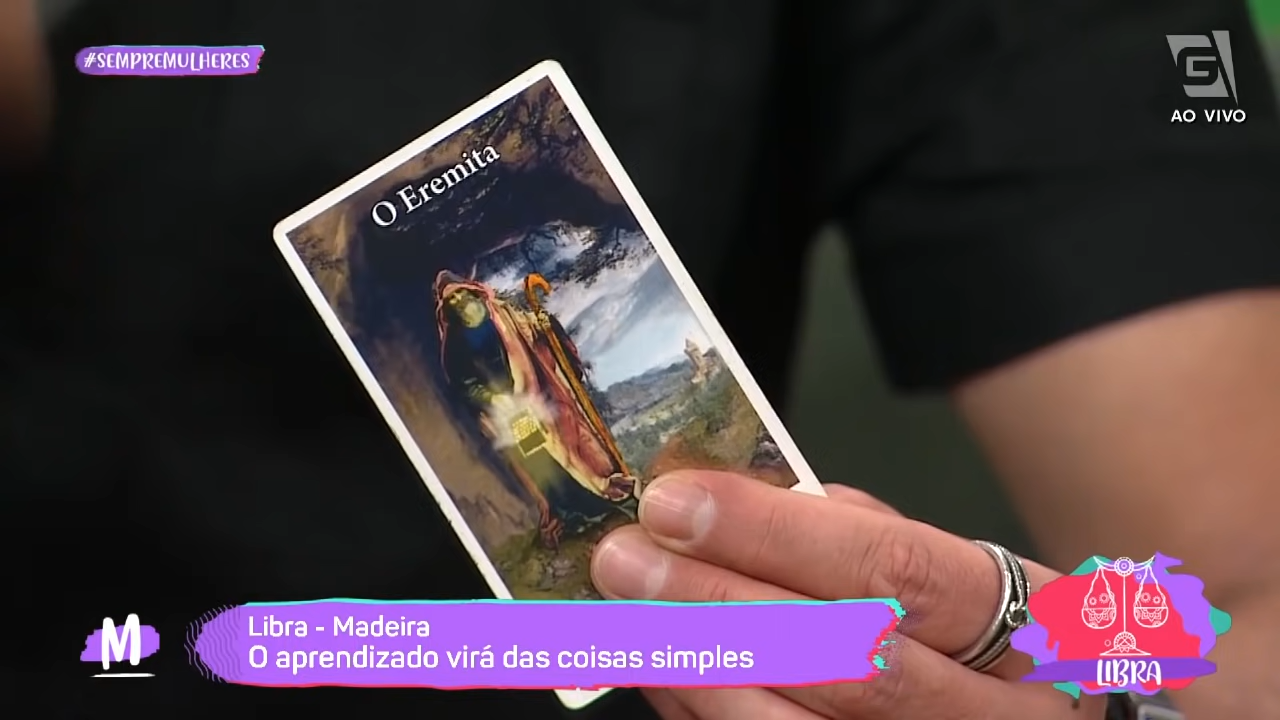 #SEMPREMULHERES
G
AO VIVO
O Eremita
M
Libra - Madeira
O aprendizado virá das coisas simples
LIBRA